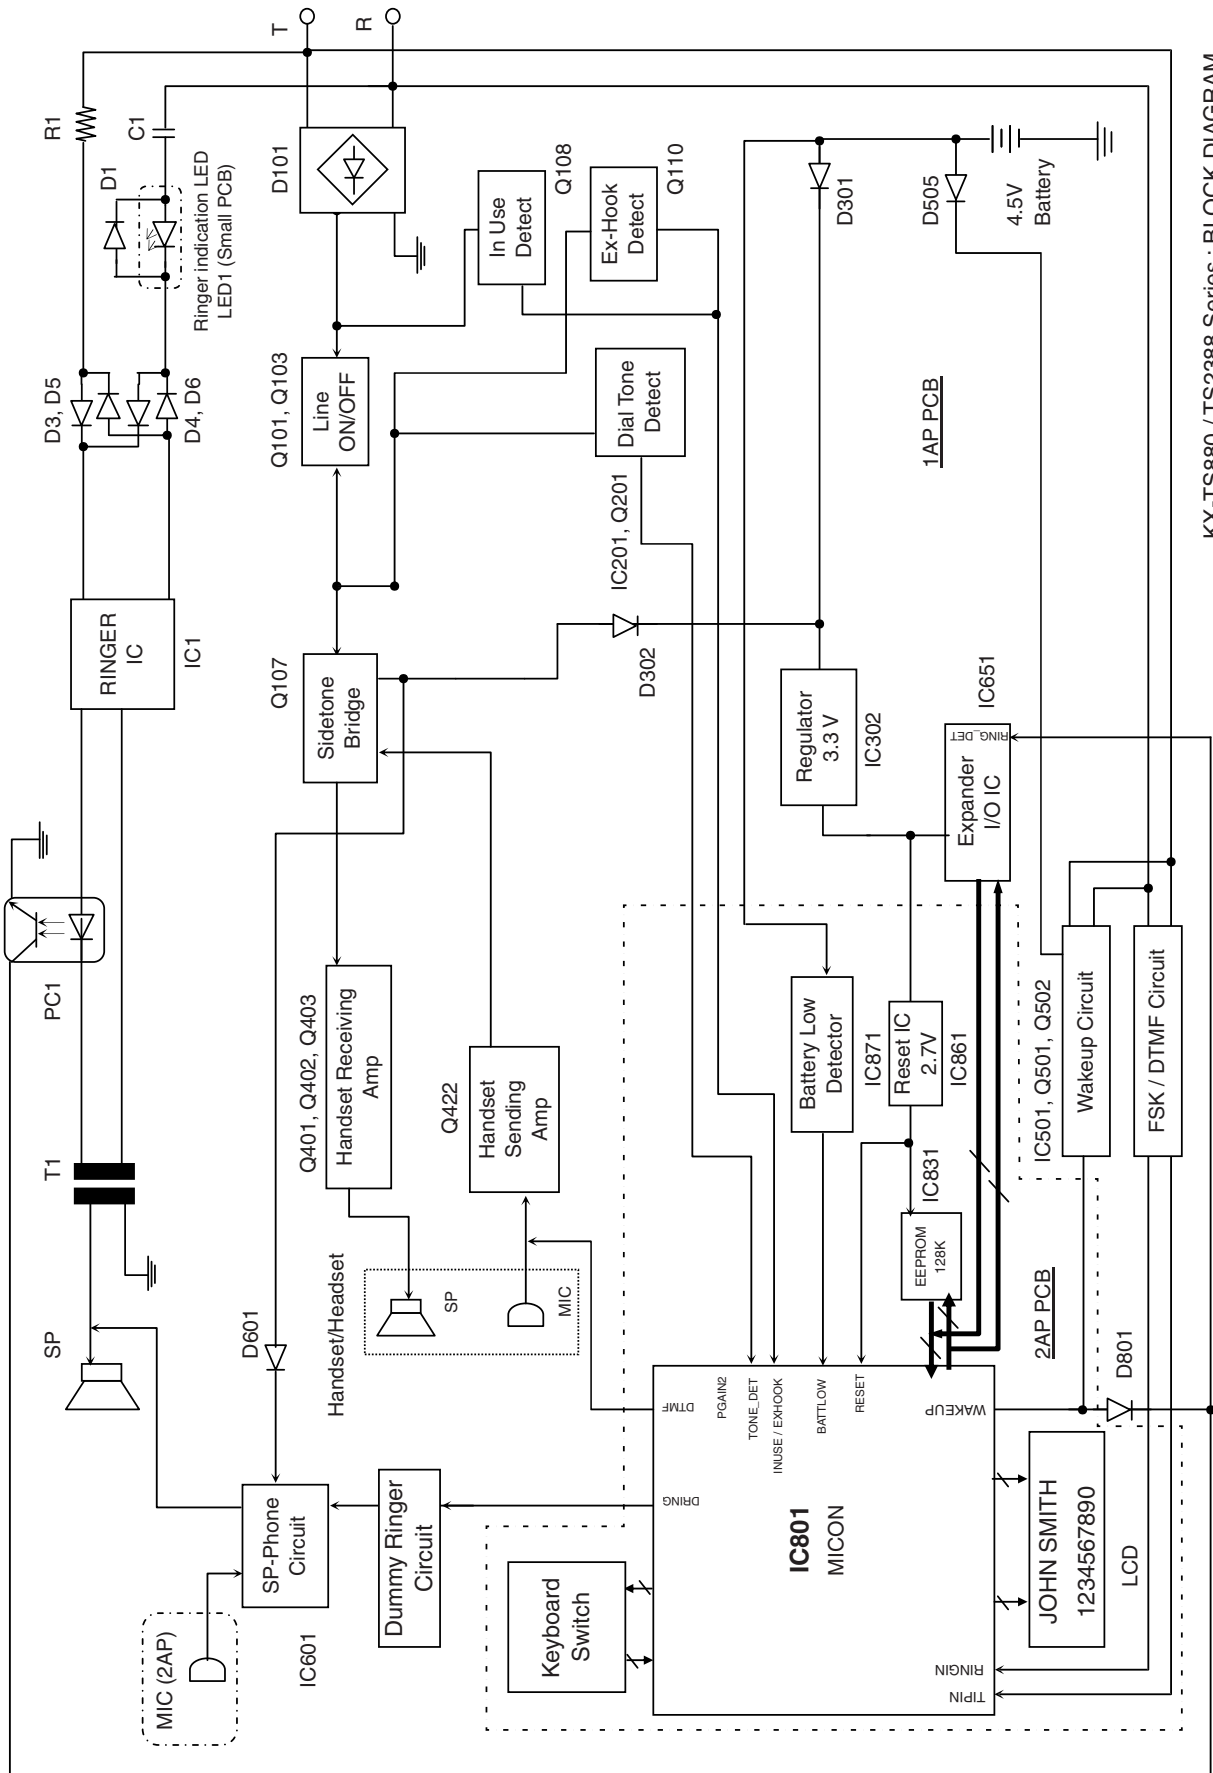 T
R
R1
C1
D1
Ringer indication LED
LED1 (Small PCB)
D3, D5
D4, D6
RINGER
IC
IC1
PC1
T1
SP
D101
Q108
In Use
Detect
Q110
Ex-Hook
Detect
Q101, Q103
Line
ON/OFF
Dial Tone
Detect
IC201, Q201
Q107
Sidetone
Bridge
D302
D301
D505
4.5V
Battery
1AP PCB
Regulator
3.3 V
IC302
IC651
Expander
I/O IC
RING_DET
Q401, Q402, Q403
Handset Receiving
Amp
Q422
Handset
Sending
Amp
Handset/Headset
SP
MIC
D601
Battery Low
Detector
IC871
Reset IC
2.7V
IC861
IC831
EEPROM
128K
IC501, Q501, Q502
Wakeup Circuit
FSK / DTMF Circuit
2AP PCB
D801
MIC (2AP)
SP-Phone
Circuit
IC601
Dummy Ringer
Circuit
Keyboard
Switch
DRING
DTMF
PGAIN2
TONE_DET
INUSE / EXHOOK
BATTLOW
RESET
WAKEUP
IC801
MICON
RINGIN
TIPIN
JOHN SMITH
1234567890
LCD
KX-TS880 / TS2388 Series : BLOCK DIAGRAM